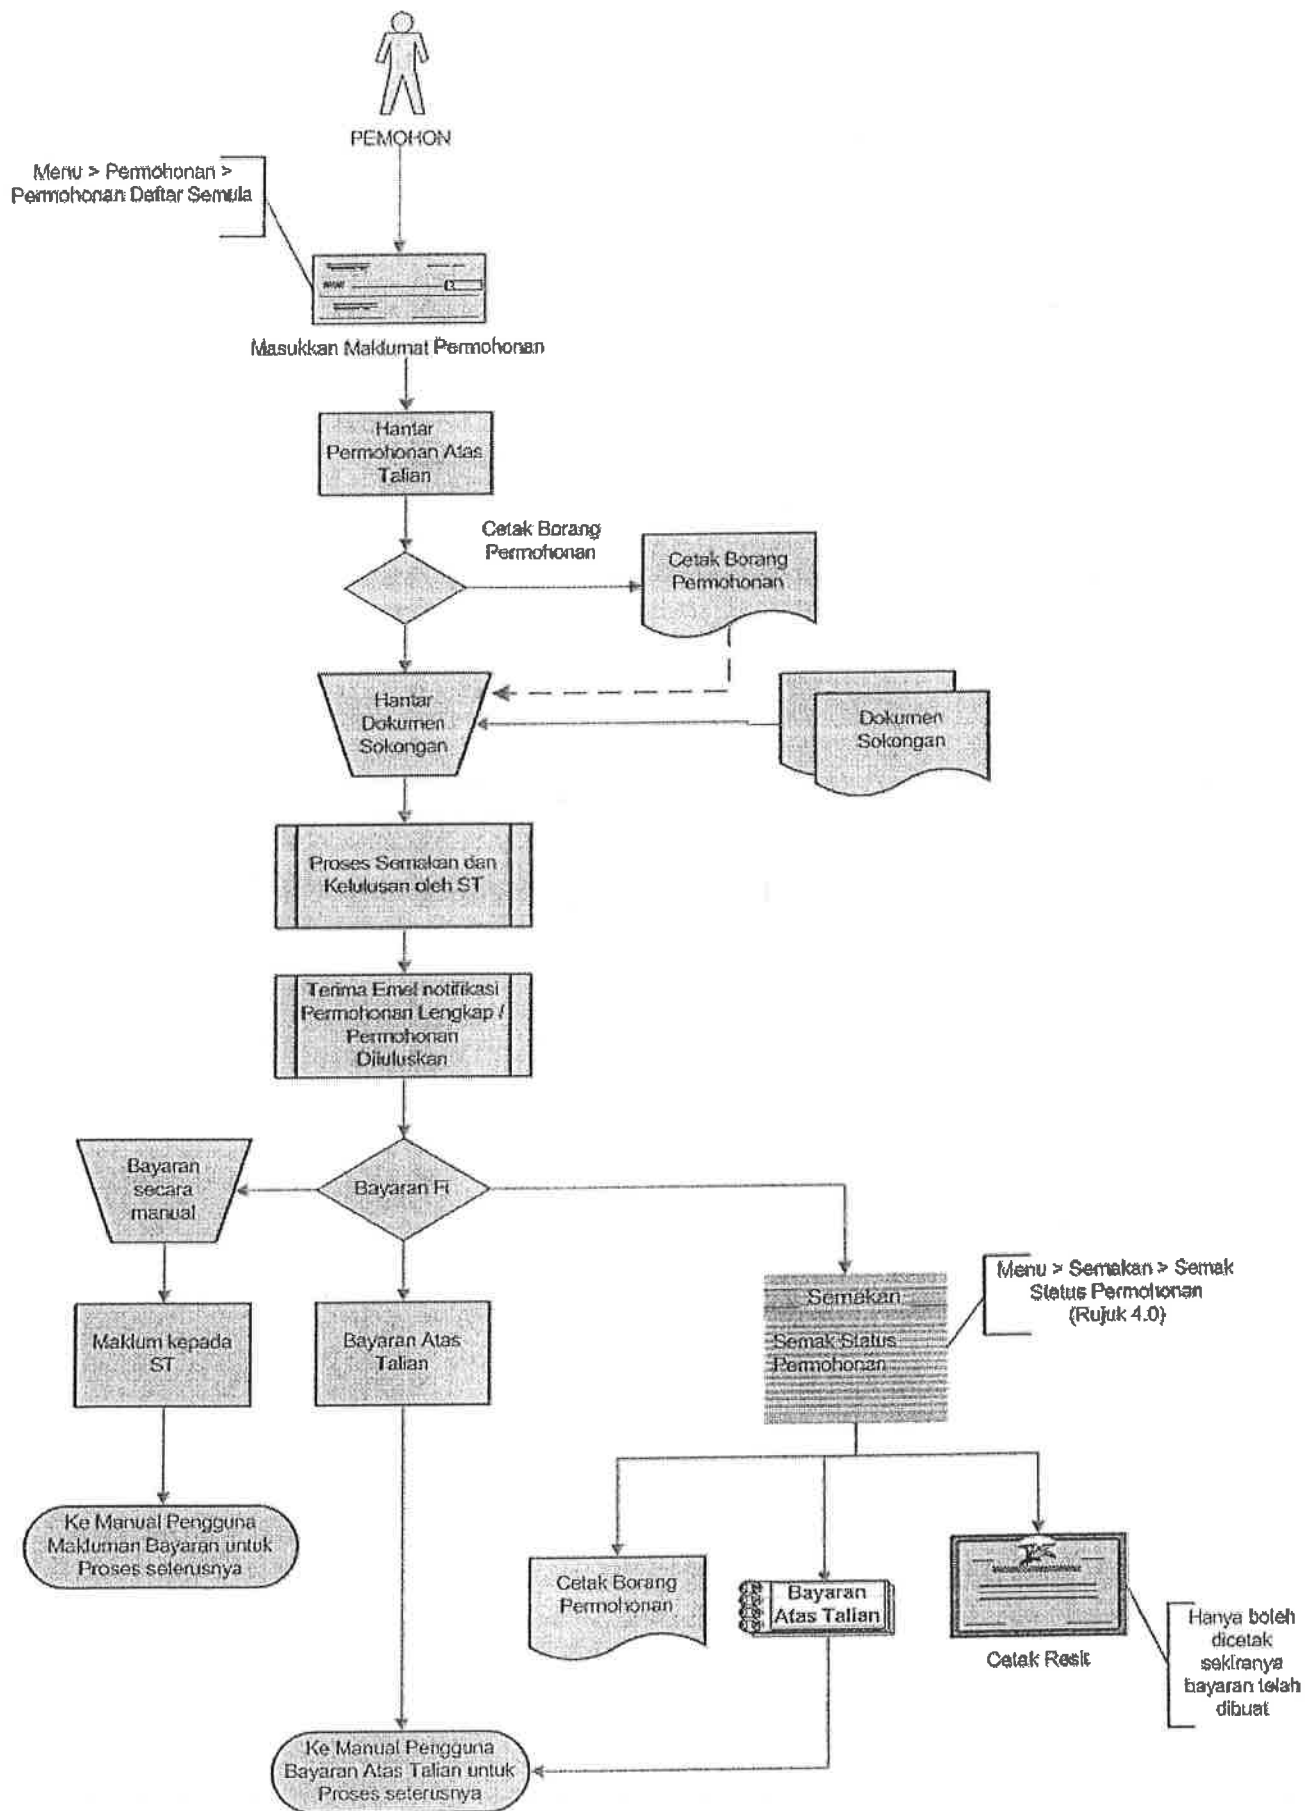 PEMOHON
Menu > Permohonan >
Permohonan Daftar Semula
Masukkan Maklumat Permohonan
Hantar
Permohonan Atas
Talian
Cetak Borang
Permohonan
Cetak Borang
Permohonan
Hantar
Dokumen
Sokongan
Dokumen
Sokongan
Proses Semakan dan
Kelulusan oleh ST
Terima Emel notifikasi
Permohonan Lengkap /
Permohonan
Diluluskan
Bayaran
secara
manual
Bayaran Fi
Menu > Semakan > Semak
Status Permohonan
(Rujuk 4.0)
Semakan
Semak Status
Permohonan
Maklum kepada
ST
Bayaran Atas
Talian
Ke Manual Pengguna
Makluman Bayaran untuk
Proses seterusnya
Cetak Borang
Permohonan
Bayaran
Atas Talian
Cetak Resit
Hanya boleh
dicetak
sekiranya
bayaran telah
dibuat
Ke Manual Pengguna
Bayaran Atas Talian untuk
Proses seterusnya